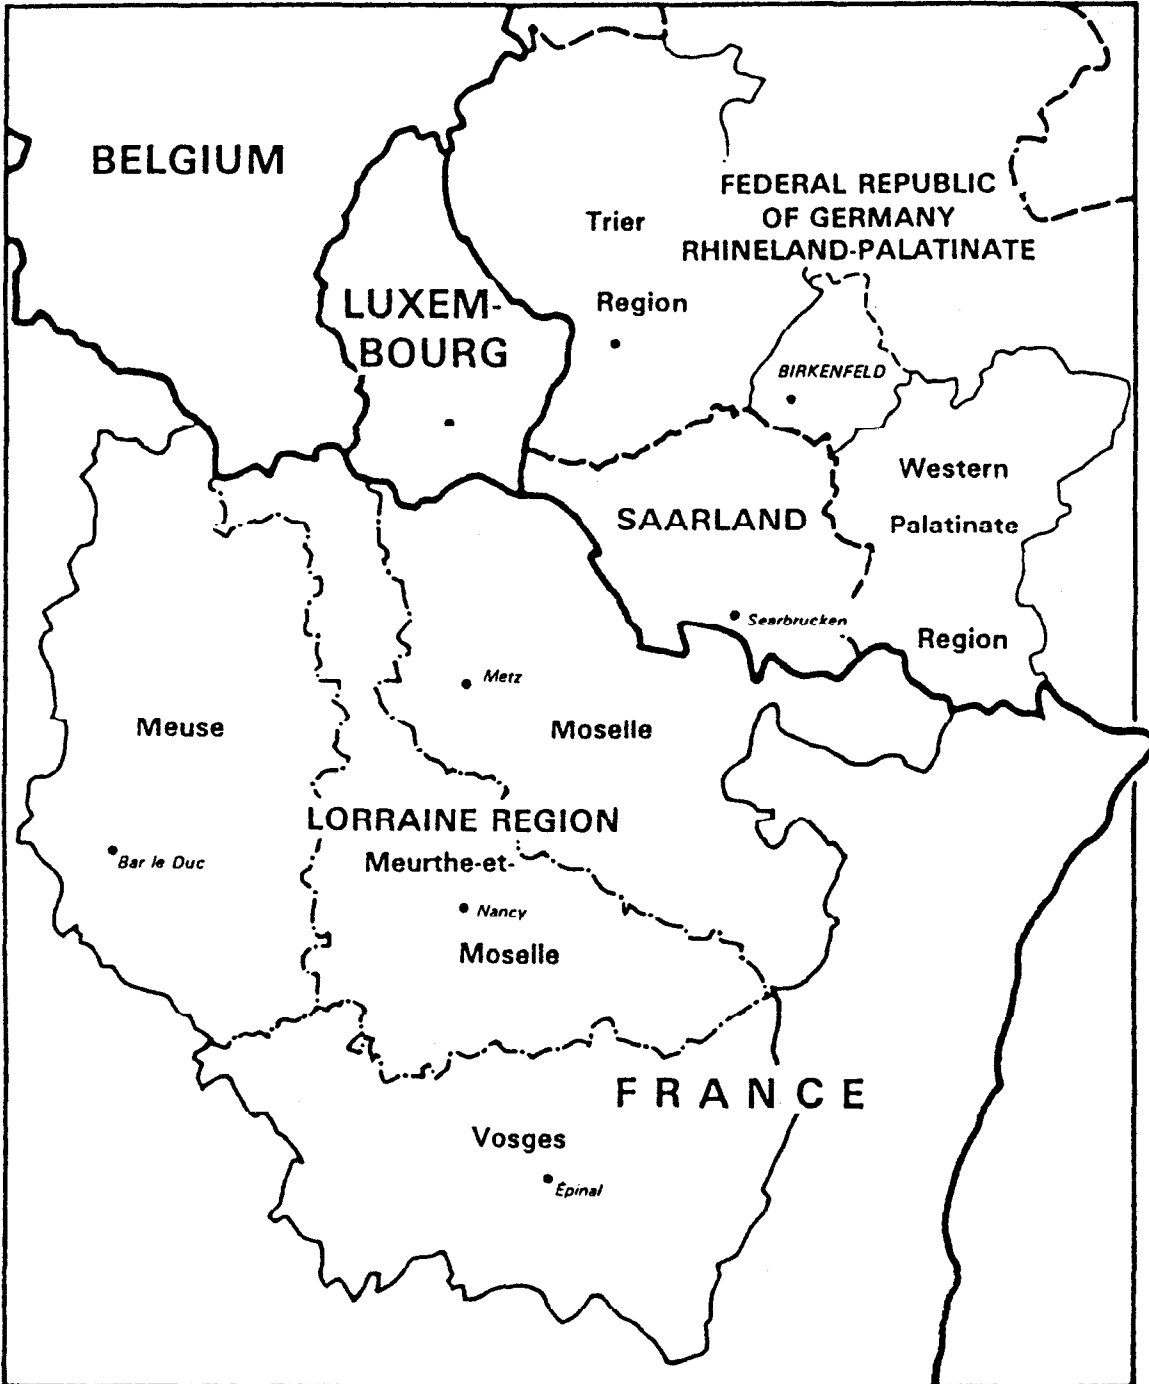 BELGIUM
FEDERAL REPUBLIC
OF GERMANY
RHINELAND-PALATINATE
Trier
Region
LUXEM-
BOURG
BIRKENFELD
Western
Palatinate
Region
SAARLAND
Saarbrucken
Metz
Meuse
Moselle
LORRAINE REGION
Bar le Duc
Meurthe-et-
Nancy
Moselle
FRANCE
Vosges
Épinal